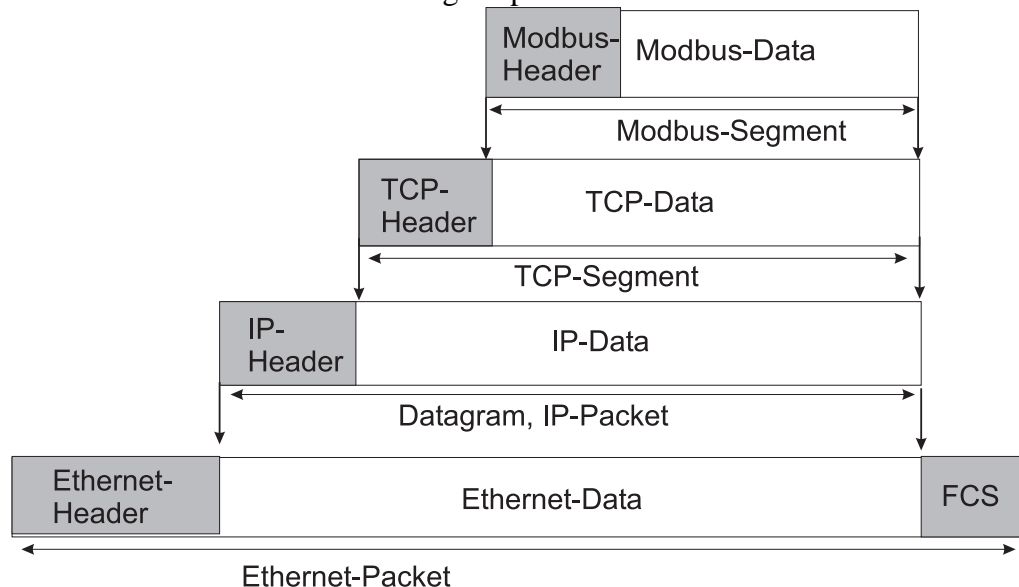 Modbus-
Header
Modbus-Data
Modbus-Segment
TCP-
Header
TCP-Data
TCP-Segment
IP-
Header
IP-Data
Datagram, IP-Packet
Ethernet-
Header
Ethernet-Data
FCS
Ethernet-Packet